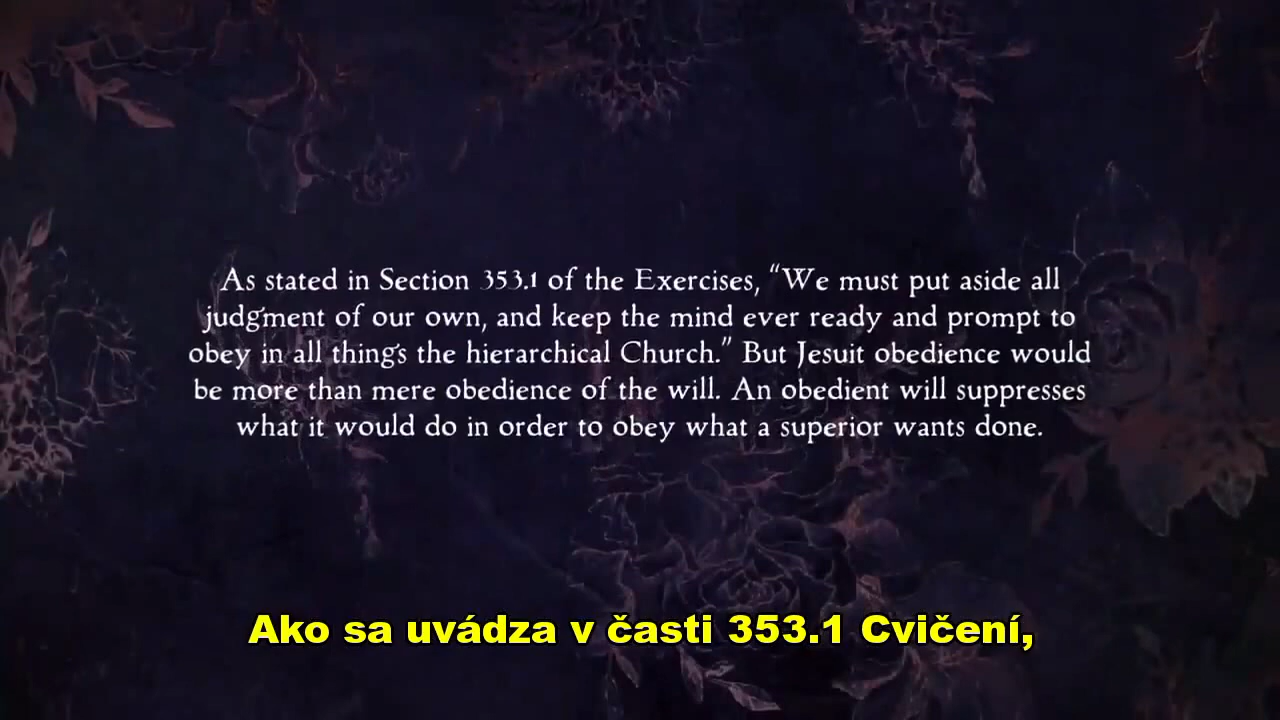 As stated in Section 353.1 of the Exercises, “We must put aside all
judgment of our own, and keep the mind ever ready and prompt to
obey in all things the hierarchical Church.” But Jesuit obedience would
be more than mere obedience of the will. An obedient will suppresses
what it would do in order to obey what a superior wants done.
Ako sa uvádza v časti 353.1 Cvičení,